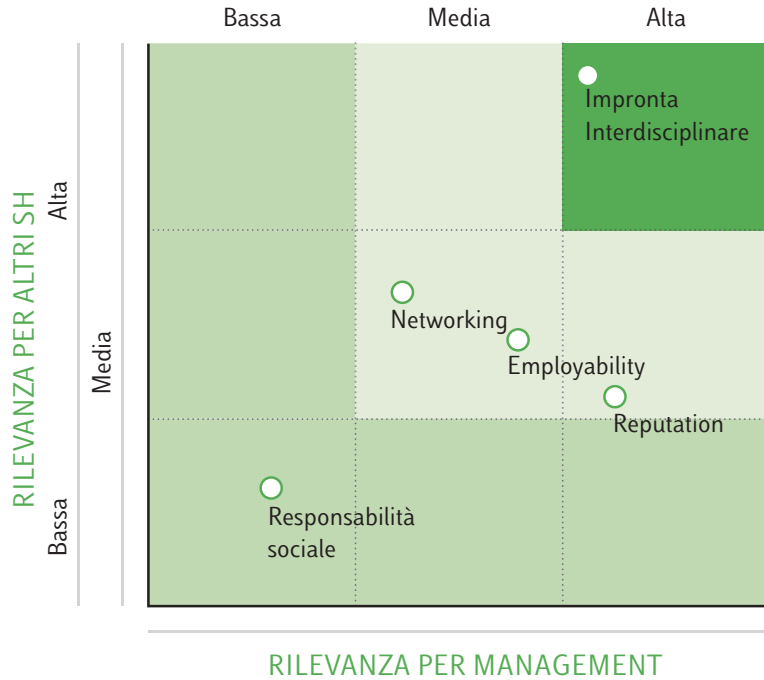 Bassa Media Alta
Impronta
Interdisciplinare
Networking
Employability
Reputation
Responsabilità
sociale
RILEVANZA PER ALTRI SH
Alta
Media
Bassa
RILEVANZA PER MANAGEMENT